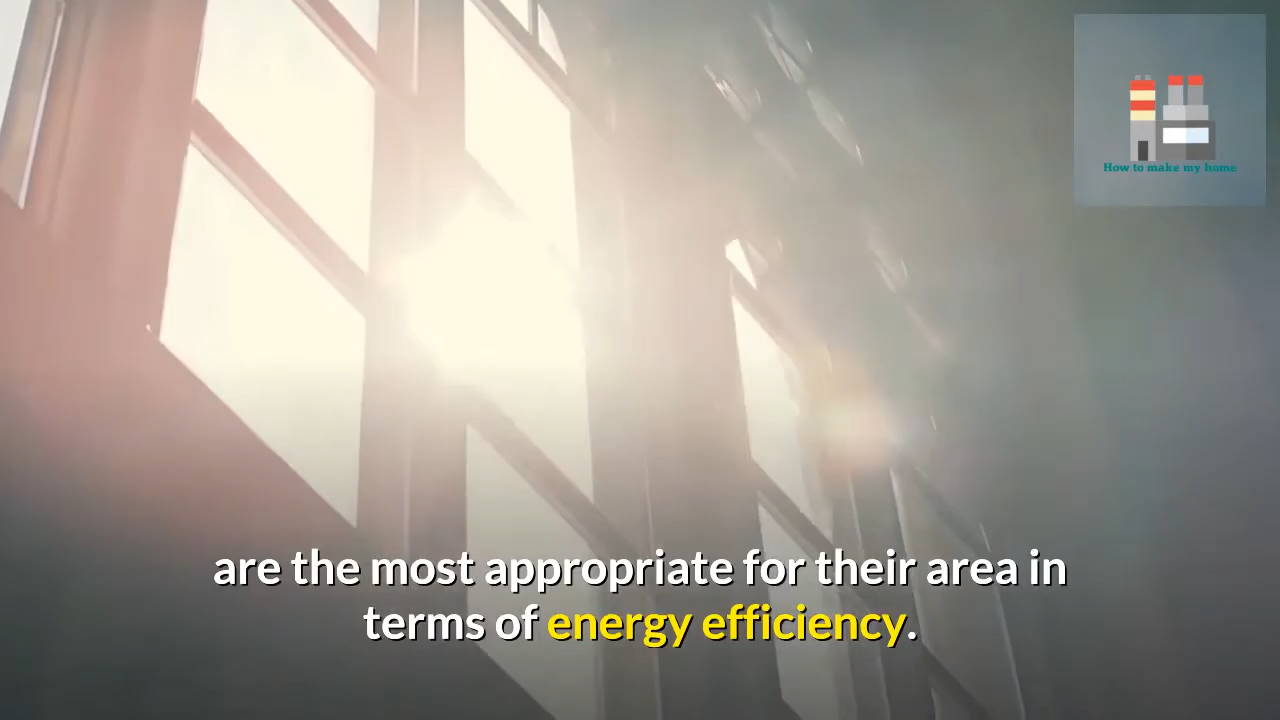 How to make my home
are the most appropriate for their area in
terms of energy efficiency.